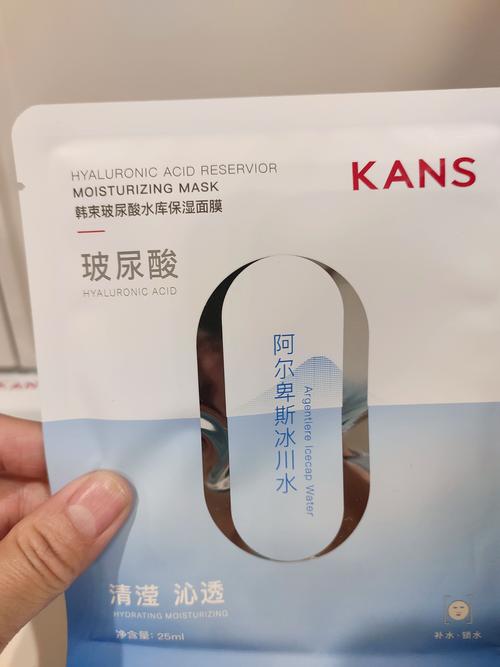 HYALURONIC ACID RESERVIOR
MOISTURIZING MASK
韩束玻尿酸水库保湿面膜
KANS
玻尿酸
HYALURONIC ACID
阿尔卑斯冰川水
Argentiere Icecap Water
清滢 沁透
HYDRATING MOISTURIZING
净含量: 25ml
补水·锁水
KANS